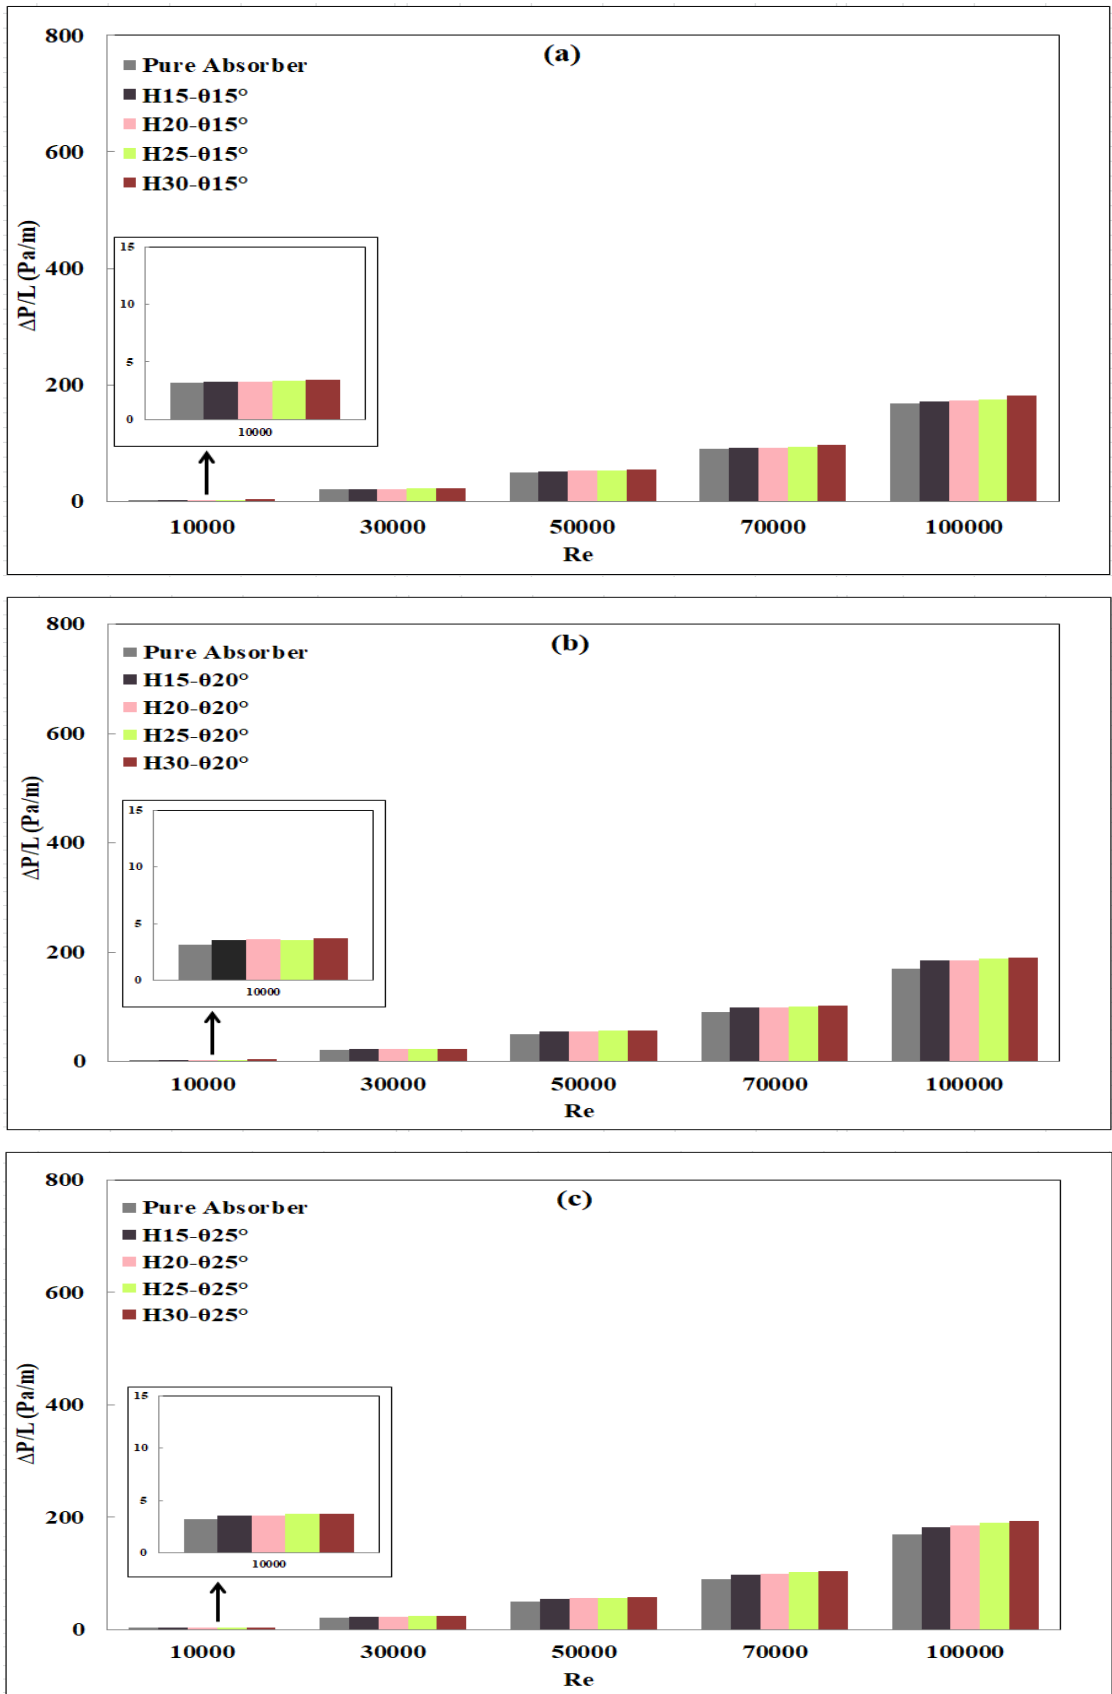 (a)
800
600
400
200
0
ΔP/L (Pa/m)
Pure Absorber
H15-θ15°
H20-θ15°
H25-θ15°
H30-θ15°
15
10
5
0
10000
10000 30000 50000 70000 100000
Re
(b)
800
600
400
200
0
ΔP/L (Pa/m)
Pure Absorber
H15-θ20°
H20-θ20°
H25-θ20°
H30-θ20°
15
10
5
0
10000
10000 30000 50000 70000 100000
Re
(c)
800
600
400
200
0
ΔP/L (Pa/m)
Pure Absorber
H15-θ25°
H20-θ25°
H25-θ25°
H30-θ25°
15
10
5
0
10000
10000 30000 50000 70000 100000
Re